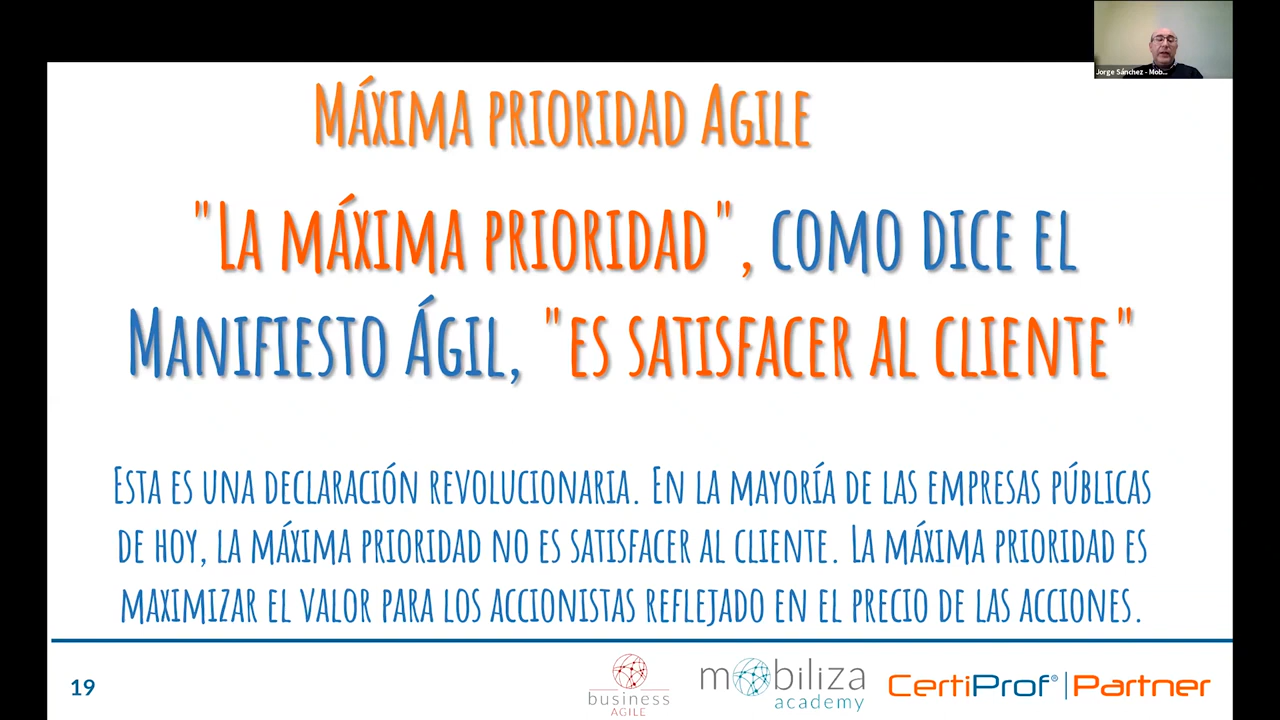 Jorge Sánchez - Mob...
Máxima prioridad Agile
"La máxima prioridad", como dice el
Manifiesto Ágil, "es satisfacer al cliente"
Esta es una declaración revolucionaria. En la mayoría de las empresas públicas
de hoy, la máxima prioridad no es satisfacer al cliente. La máxima prioridad es
maximizar el valor para los accionistas reflejado en el precio de las acciones.
19
business
AGILE
mobiliza
academy
CertiProf® | Partner